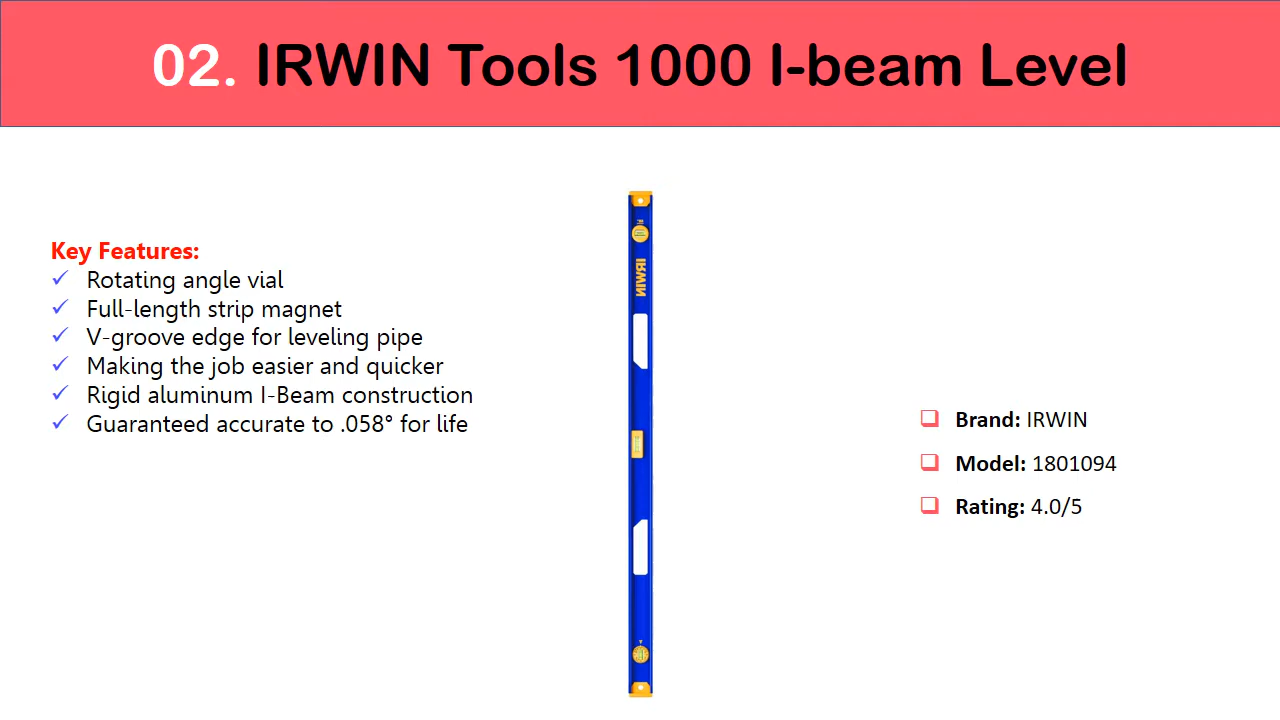 02. IRWIN Tools 1000 I-beam Level
Key Features:
✓ Rotating angle vial
✓ Full-length strip magnet
✓ V-groove edge for leveling pipe
✓ Making the job easier and quicker
✓ Rigid aluminum I-Beam construction
✓ Guaranteed accurate to .058° for life
IRWIN
❑ Brand: IRWIN
❑ Model: 1801094
❑ Rating: 4.0/5